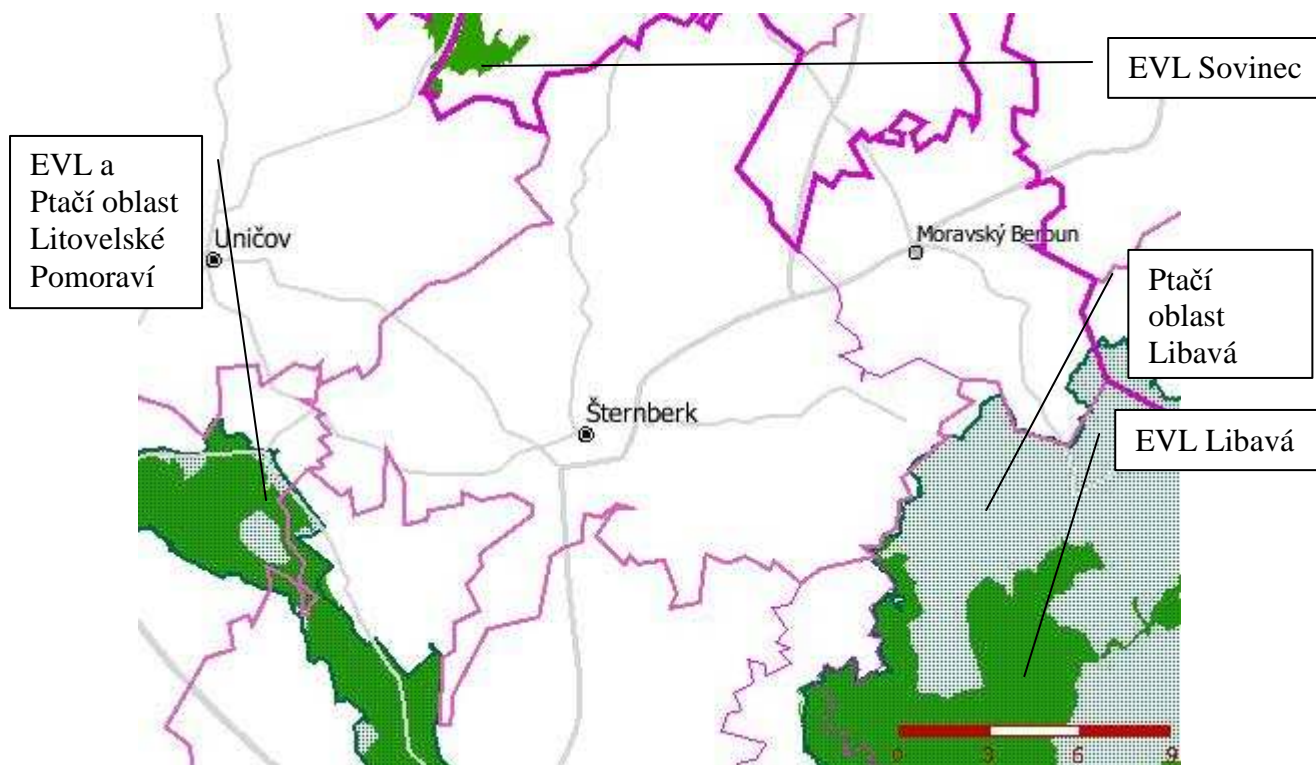 EVL Sovinec
EVL a
Ptačí oblast
Litovelské
Pomoraví
Uničov
Moravský Beroun
Ptačí
oblast
Libavá
Šternberk
EVL Libavá
0 3 6 9